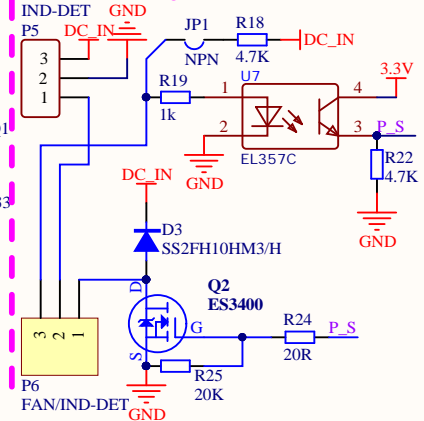 IND-DET
GND
P5
DC_IN
JP1
R18
NPN
4.7K
DC_IN
3
2
1
R19
1k
U7
1
2
4
3
3.3V
P_S
EL357C
GND
R22
4.7K
GND
DC_IN
D3
SS2FH10HM3/H
Q2
ES3400
D
G
S
R24
20R
P_S
R25
20K
3
2
1
P6
FAN/IND-DET
GND